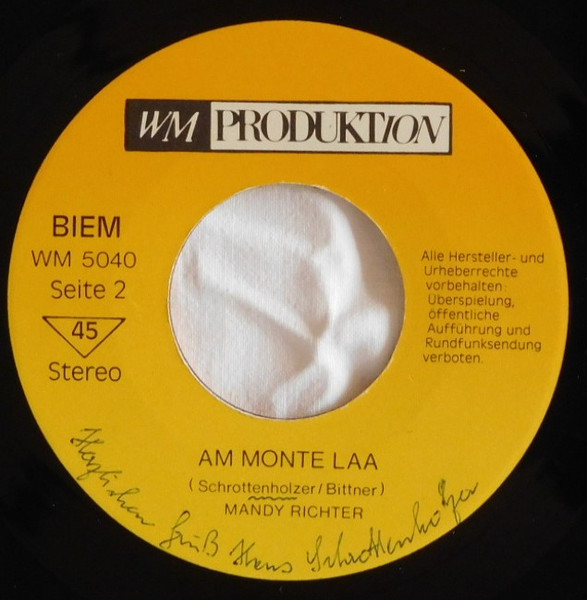 WM PRODUKTION
BIEM
WM 5040
Seite 2
45
Stereo
Alle Hersteller- und
Urheberrechte
vorbehalten:
Überspielung,
öffentliche
Aufführung und
Rundfunksendung
verboten.
AM MONTE LAA
(Schrottenholzer/Bittner)
MANDY RICHTER
Herzlichen Gruß Hans Schrottenholzer